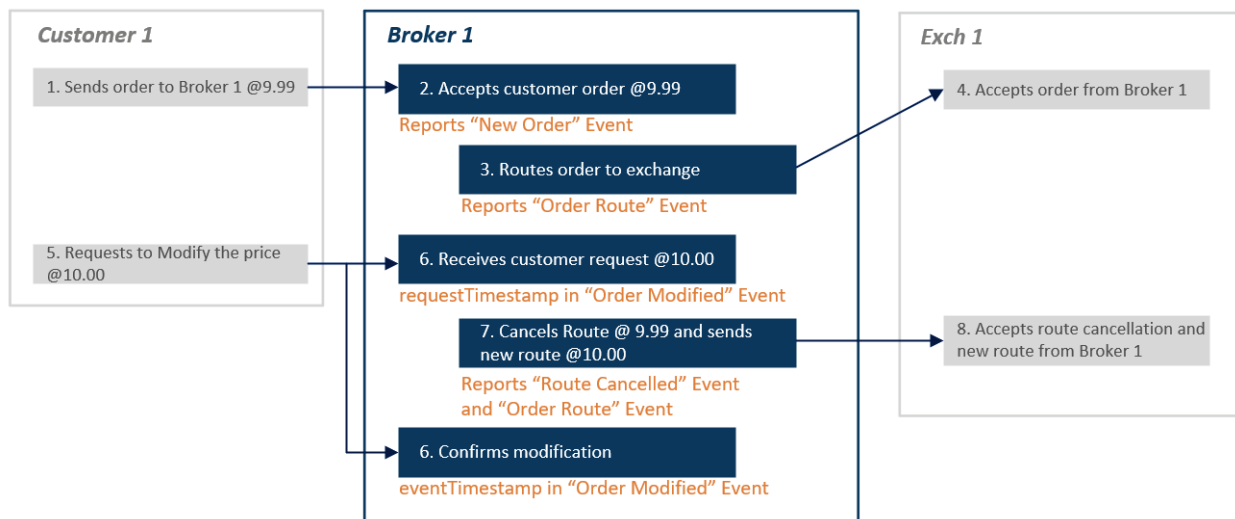 Customer 1
Broker 1
Exch 1
1. Sends order to Broker 1 @9.99
2. Accepts customer order @9.99
4. Accepts order from Broker 1
Reports “New Order” Event
3. Routes order to exchange
Reports “Order Route” Event
5. Requests to Modify the price
@10.00
6. Receives customer request @10.00
requestTimestamp in “Order Modified” Event
7. Cancels Route @ 9.99 and sends
new route @10.00
8. Accepts route cancellation and
new route from Broker 1
Reports “Route Cancelled” Event
and “Order Route” Event
6. Confirms modification
eventTimestamp in “Order Modified” Event